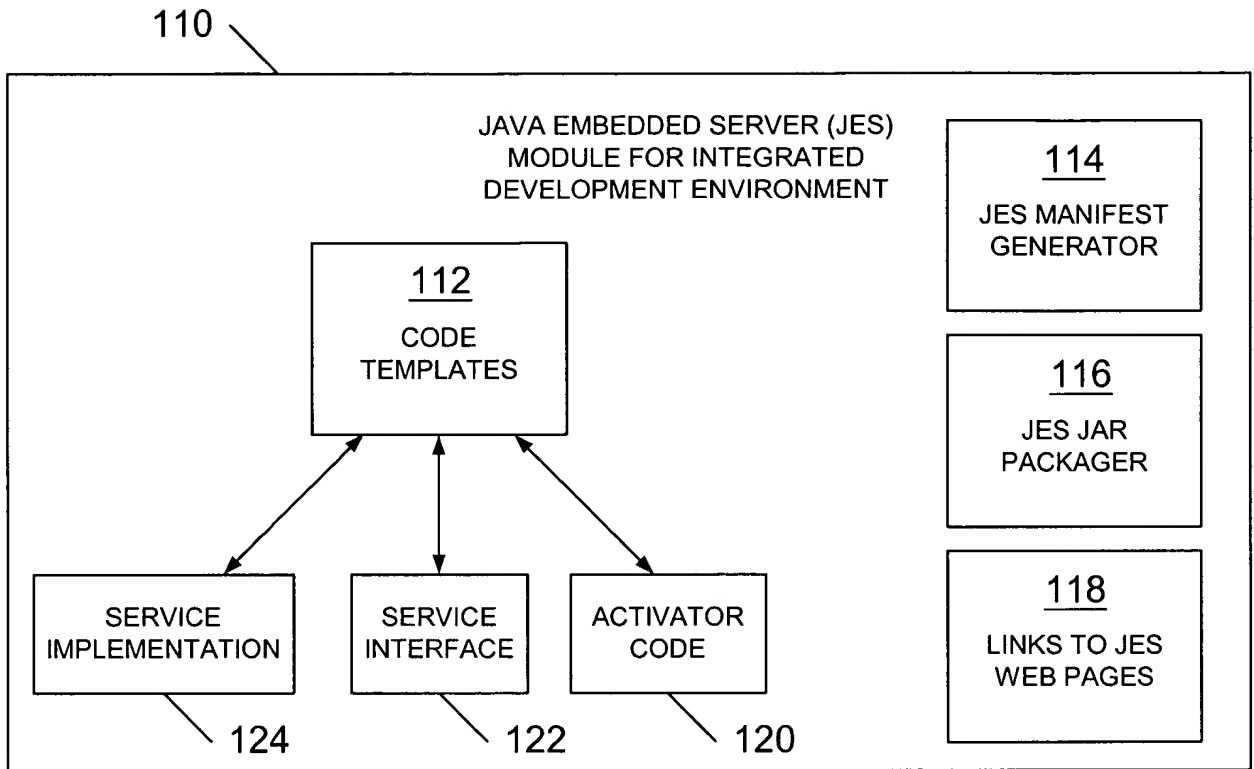 110
JAVA EMBEDDED SERVER (JES)
MODULE FOR INTEGRATED
DEVELOPMENT ENVIRONMENT
112
CODE
TEMPLATES
114
JES MANIFEST
GENERATOR
116
JES JAR
PACKAGER
118
LINKS TO JES
WEB PAGES
SERVICE
IMPLEMENTATION
SERVICE
INTERFACE
ACTIVATOR
CODE
124
122
120